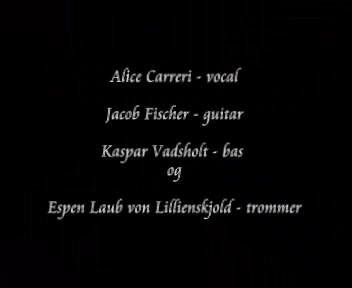 Alice Carreri - vocal
Jacob Fischer - guitar
Kaspar Vadsholt - bas
og
Espen Laub von Lillienskjold - trommer